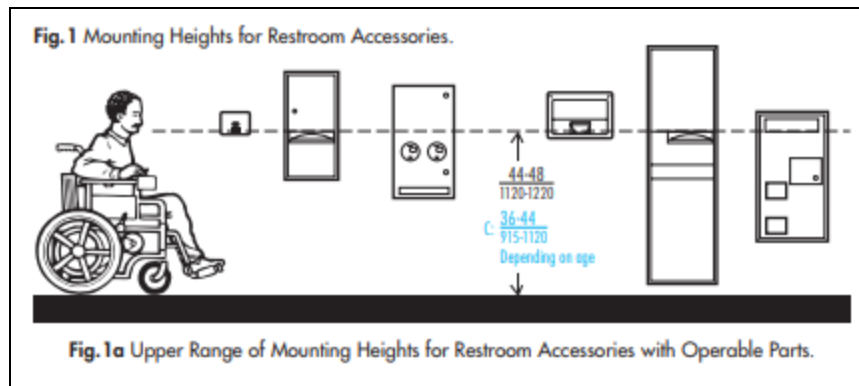 Fig.1 Mounting Heights for Restroom Accessories.
44-48
1120-1220
C: 36-44
915-1120
Depending on age
Fig.1a Upper Range of Mounting Heights for Restroom Accessories with Operable Parts.